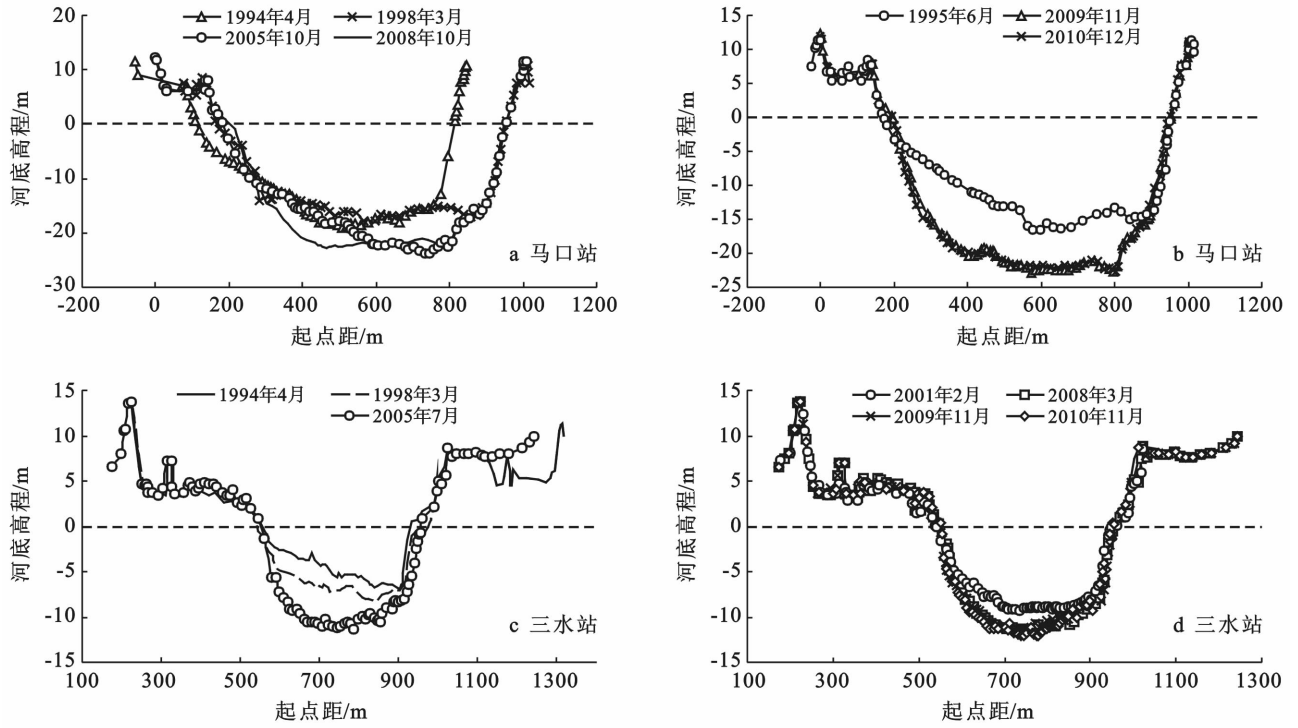 1994年4月 1998年3月
2005年10月 2008年10月
20
10
0
-10
-20
-30
河底高程/m
-200 0 200 400 600 800 1000 1200
起点距/m
a 马口站
1995年6月 2009年11月
2010年12月
15
10
5
0
-5
-10
-15
-20
-25
河底高程/m
-200 0 200 400 600 800 1000 1200
起点距/m
b 马口站
1994年4月 1998年3月
2005年7月
15
10
5
0
-5
-10
-15
河底高程/m
100 300 500 700 900 1100 1300
起点距/m
c 三水站
2001年2月 2008年3月
2009年11月 2010年11月
15
10
5
0
-5
-10
-15
河底高程/m
100 300 500 700 900 1100 1300
起点距/m
d 三水站